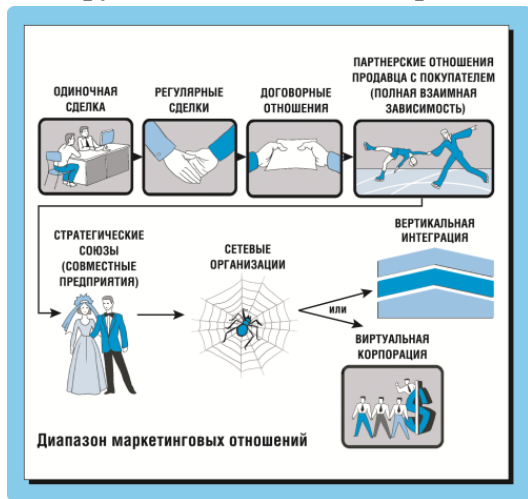 ОДИНОЧНАЯ
СДЕЛКА
РЕГУЛЯРНЫЕ
СДЕЛКИ
ДОГОВОРНЫЕ
ОТНОШЕНИЯ
ПАРТНЕРСКИЕ ОТНОШЕНИЯ
ПРОДАВЦА С ПОКУПАТЕЛЕМ
(ПОЛНАЯ ВЗАИМНАЯ
ЗАВИСИМОСТЬ)
СТРАТЕГИЧЕСКИЕ
СОЮЗЫ
(СОВМЕСТНЫЕ
ПРЕДПРИЯТИЯ)
СЕТЕВЫЕ
ОРГАНИЗАЦИИ
ВЕРТИКАЛЬНАЯ
ИНТЕГРАЦИЯ
ИЛИ
ВИРТУАЛЬНАЯ
КОРПОРАЦИЯ
$
Диапазон маркетинговых отношений